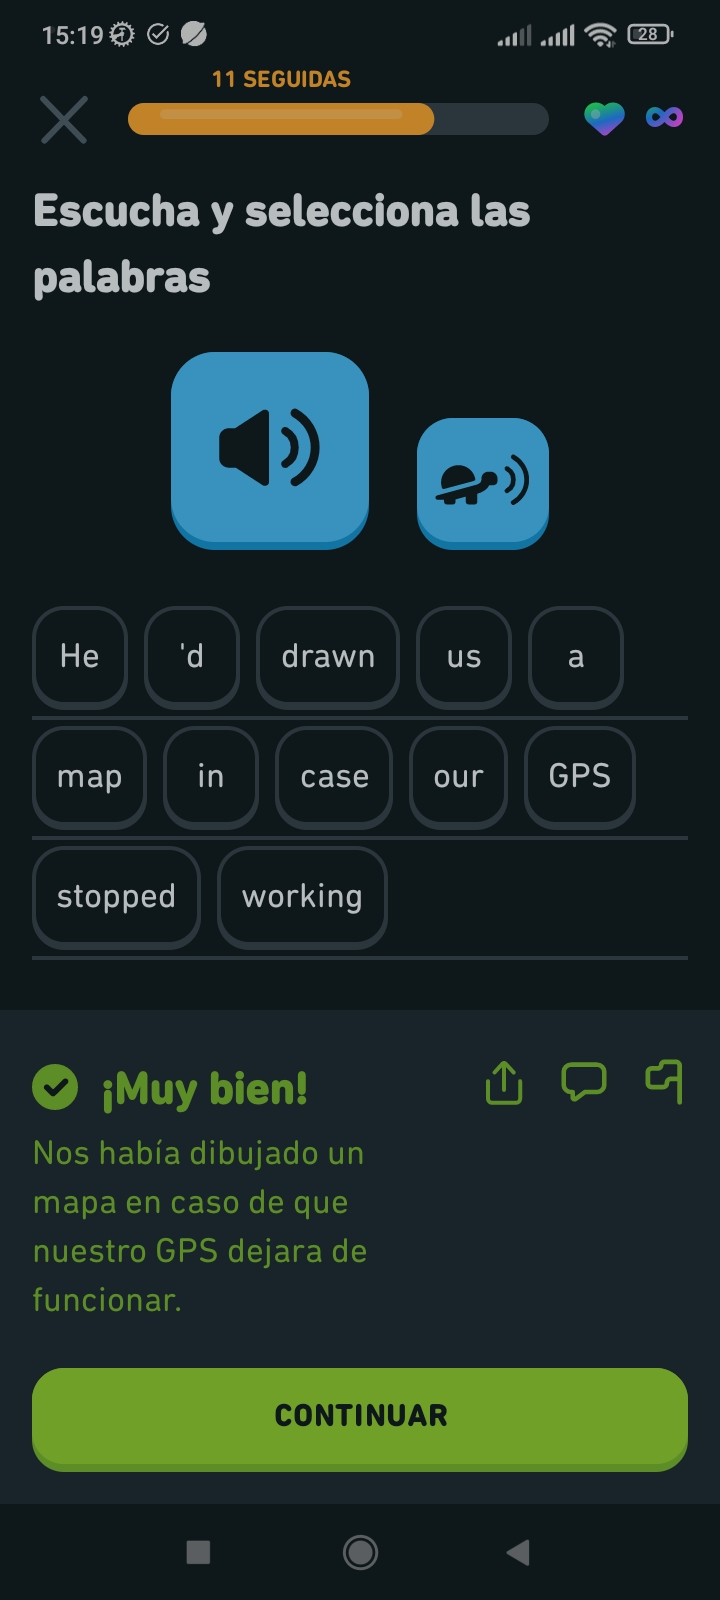 15:19
28
11 SEGUIDAS
Escucha y selecciona las
palabras
He 'd drawn us a
map in case our GPS
stopped working
¡Muy bien!
Nos había dibujado un
mapa en caso de que
nuestro GPS dejara de
funcionar.
CONTINUAR